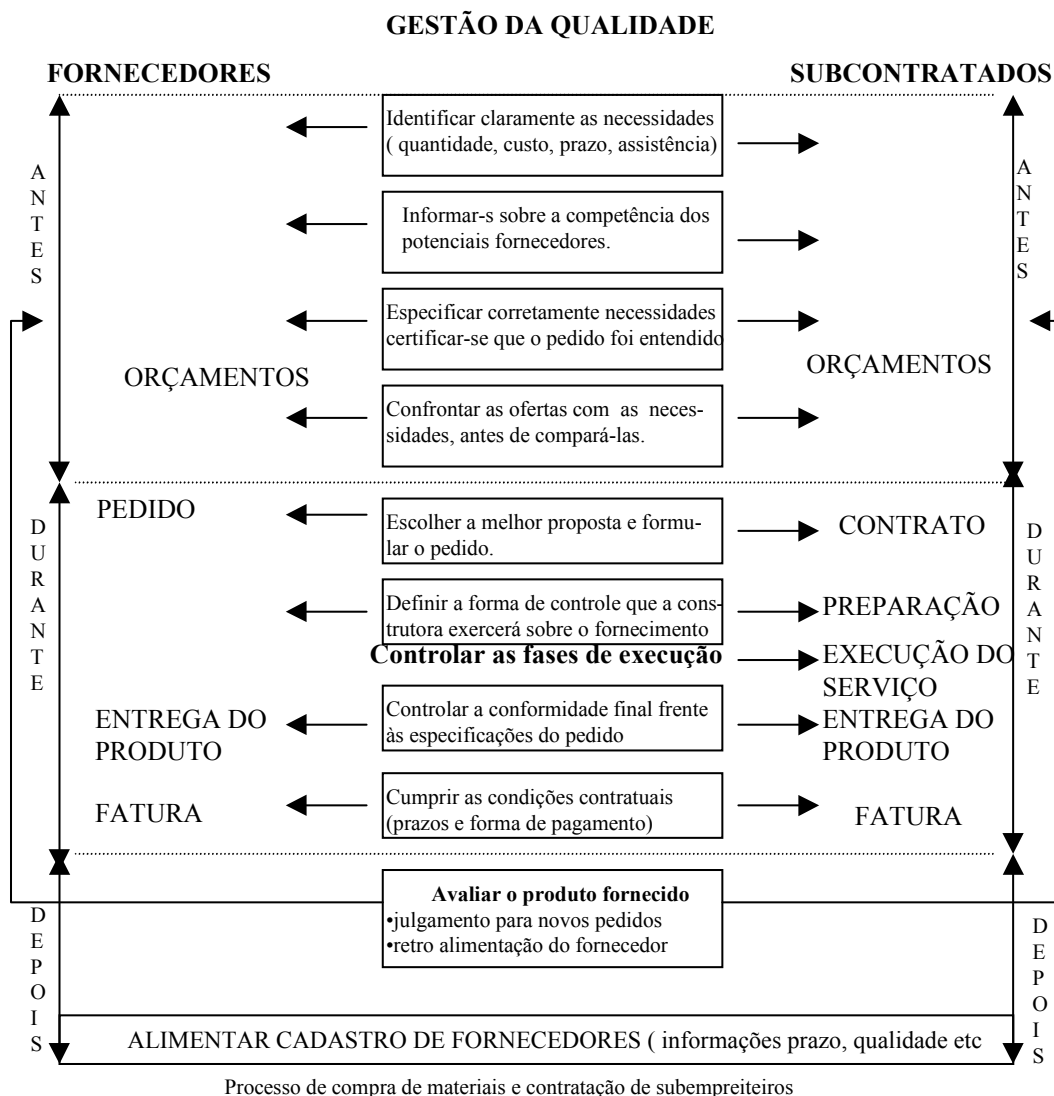 GESTÃO DA QUALIDADE
FORNECEDORES
SUBCONTRATADOS
ANTES
ANTES
Identificar claramente as necessidades
( quantidade, custo, prazo, assistência)
Informar-s sobre a competência dos
potenciais fornecedores.
Especificar corretamente necessidades
certificar-se que o pedido foi entendido
ORÇAMENTOS
ORÇAMENTOS
Confrontar as ofertas com as neces-
sidades, antes de compará-las.
DURANTE
DURANTE
PEDIDO
Escolher a melhor proposta e formu-
lar o pedido.
CONTRATO
Definir a forma de controle que a cons-
trutora exercerá sobre o fornecimento
PREPARAÇÃO
Controlar as fases de execução
EXECUÇÃO DO
SERVIÇO
ENTREGA DO
PRODUTO
Controlar a conformidade final frente
às especificações do pedido
ENTREGA DO
PRODUTO
FATURA
Cumprir as condições contratuais
(prazos e forma de pagamento)
FATURA
DEPOIS
DEPOIS
Avaliar o produto fornecido
•julgamento para novos pedidos
•retro alimentação do fornecedor
ALIMENTAR CADASTRO DE FORNECEDORES ( informações prazo, qualidade etc
Processo de compra de materiais e contratação de subempreiteiros